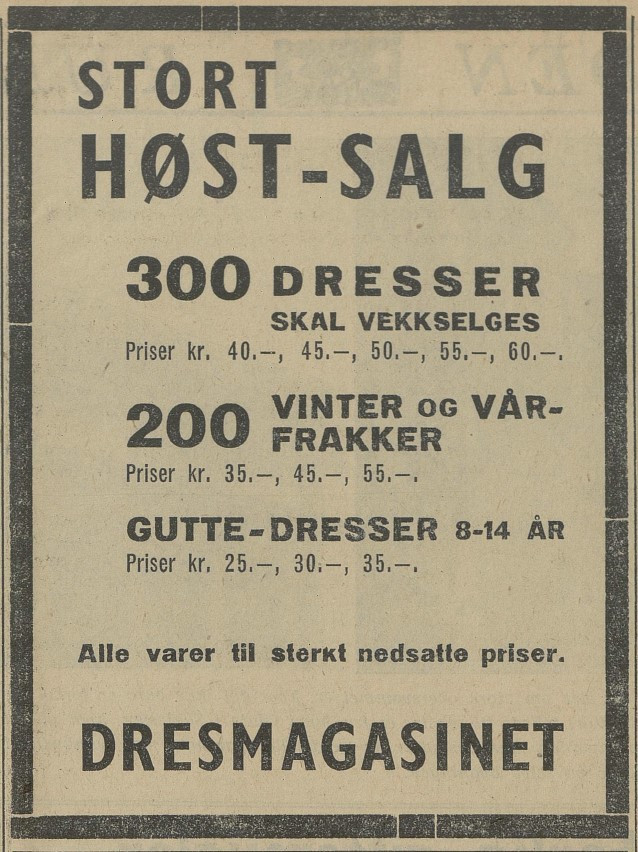 STORT
HØST-SALG
300 DRESSER
SKAL VEKKSELGES
Priser kr. 40.—, 45.—, 50.—, 55.—, 60.—.
200 VINTER OG VÅR-
FRAKKER
Priser kr. 35.—, 45.—, 55.—.
GUTTE-DRESSER 8-14 ÅR
Priser kr. 25.—, 30.—, 35.—.
Alle varer til sterkt nedsatte priser.
DRESMAGASINET